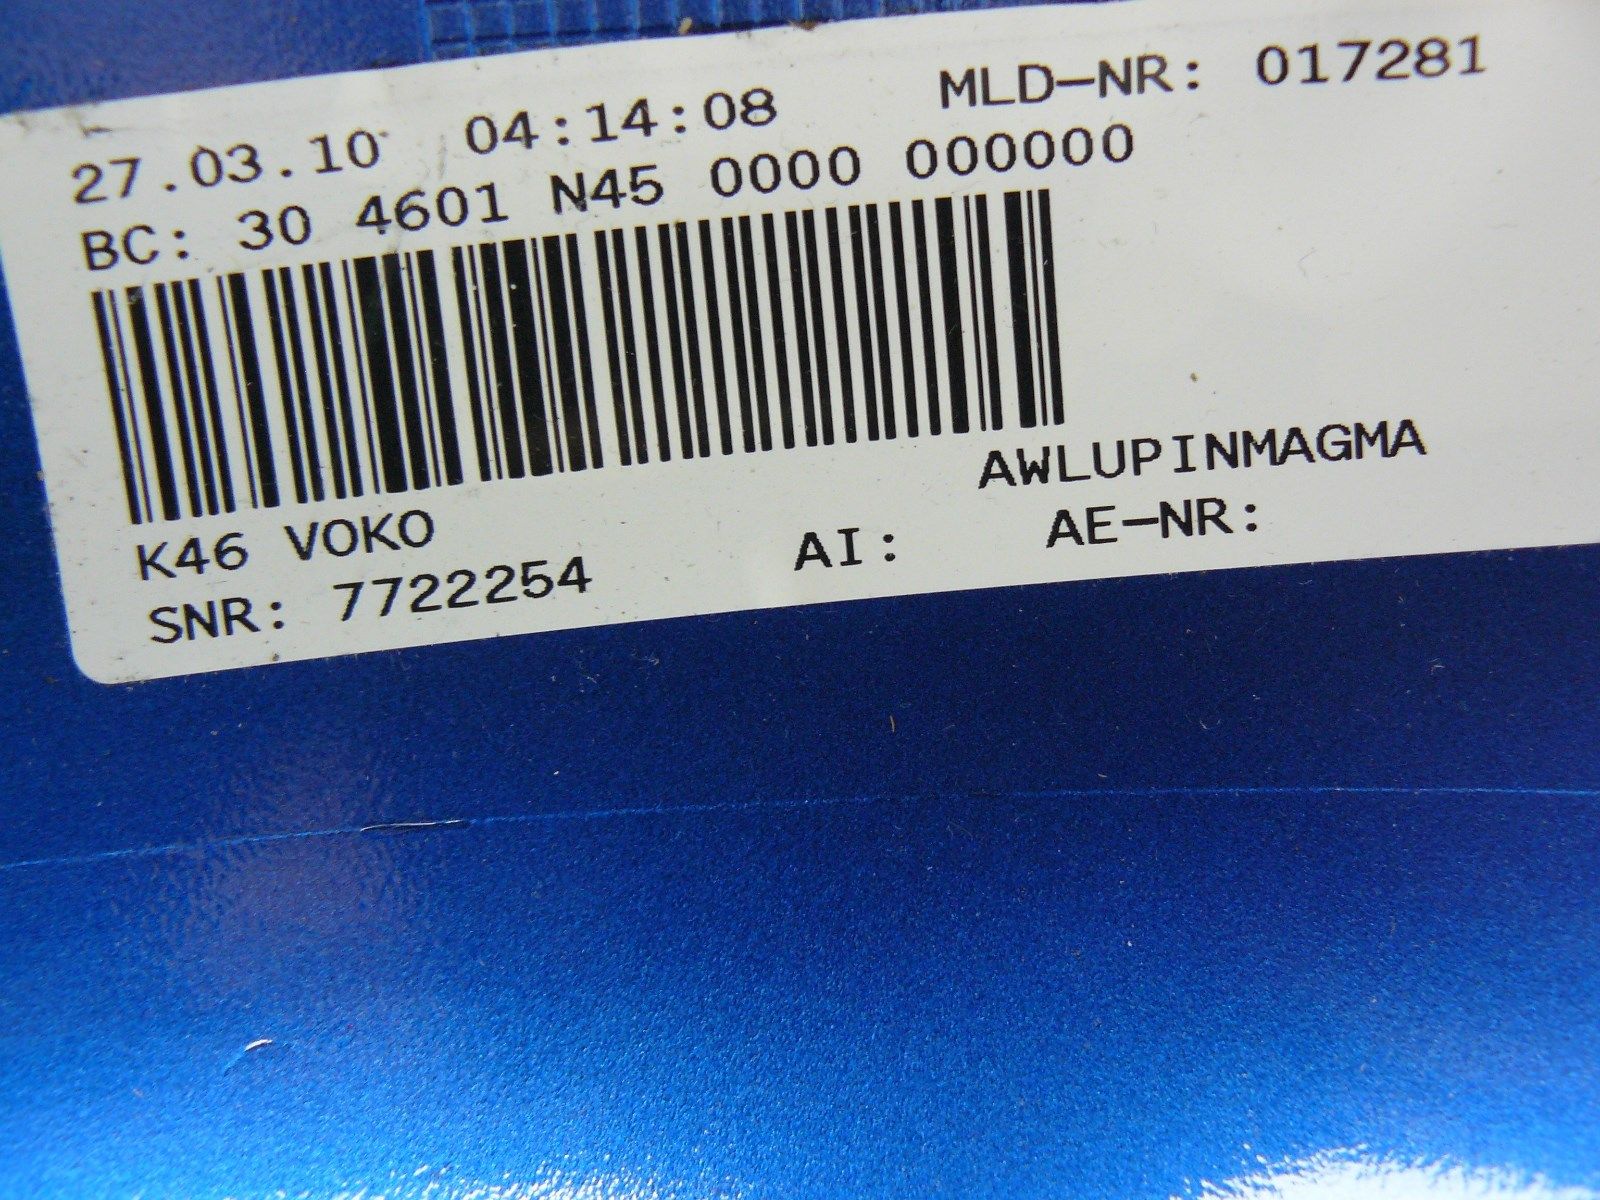 27.03.10 04:14:08 MLD-NR: 017281
BC: 30 4601 N45 0000 000000
AWLUPINMAGMA
K46 VOKO AI: AE-NR:
SNR: 7722254